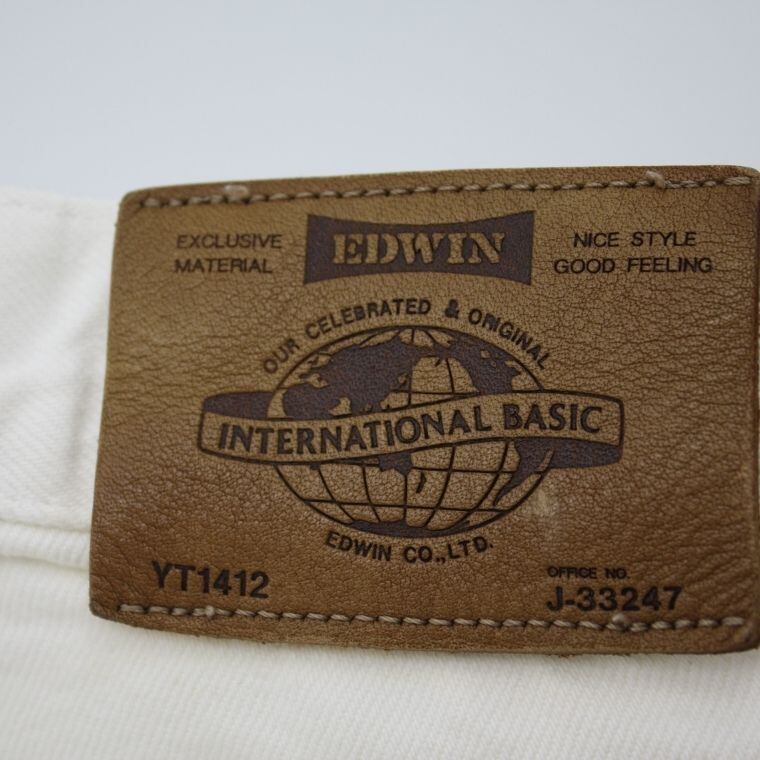 EXCLUSIVE
MATERIAL
EDWIN
NICE STYLE
GOOD FEELING
OUR CELEBRATED & ORIGINAL
INTERNATIONAL BASIC
EDWIN CO.,LTD.
YT1412
OFFICE NO.
J-33247